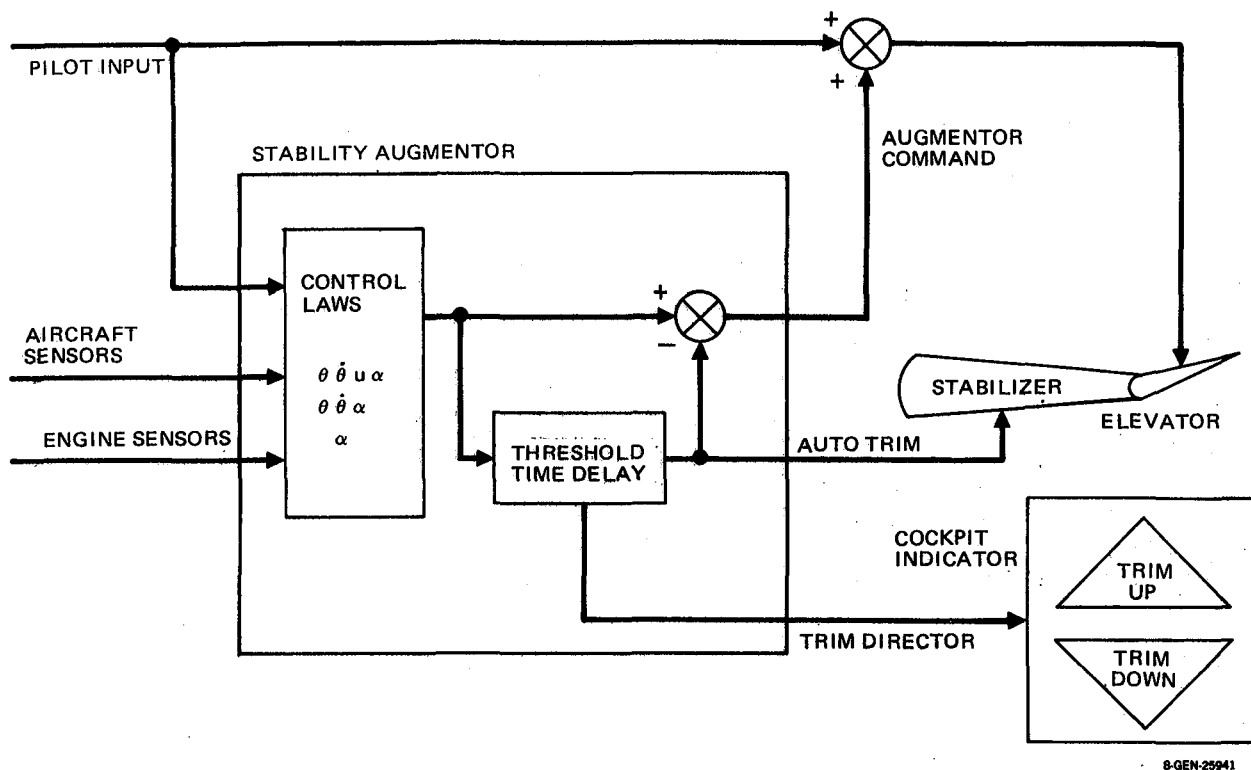 PILOT INPUT
+
+
STABILITY AUGMENTOR
AUGMENTOR
COMMAND
CONTROL
LAWS
θ θ̇ u α
θ θ̇ α
α
+
−
AIRCRAFT
SENSORS
ENGINE SENSORS
THRESHOLD
TIME DELAY
AUTO TRIM
STABILIZER
ELEVATOR
COCKPIT
INDICATOR
TRIM
UP
TRIM DIRECTOR
TRIM
DOWN
8-GEN-25941